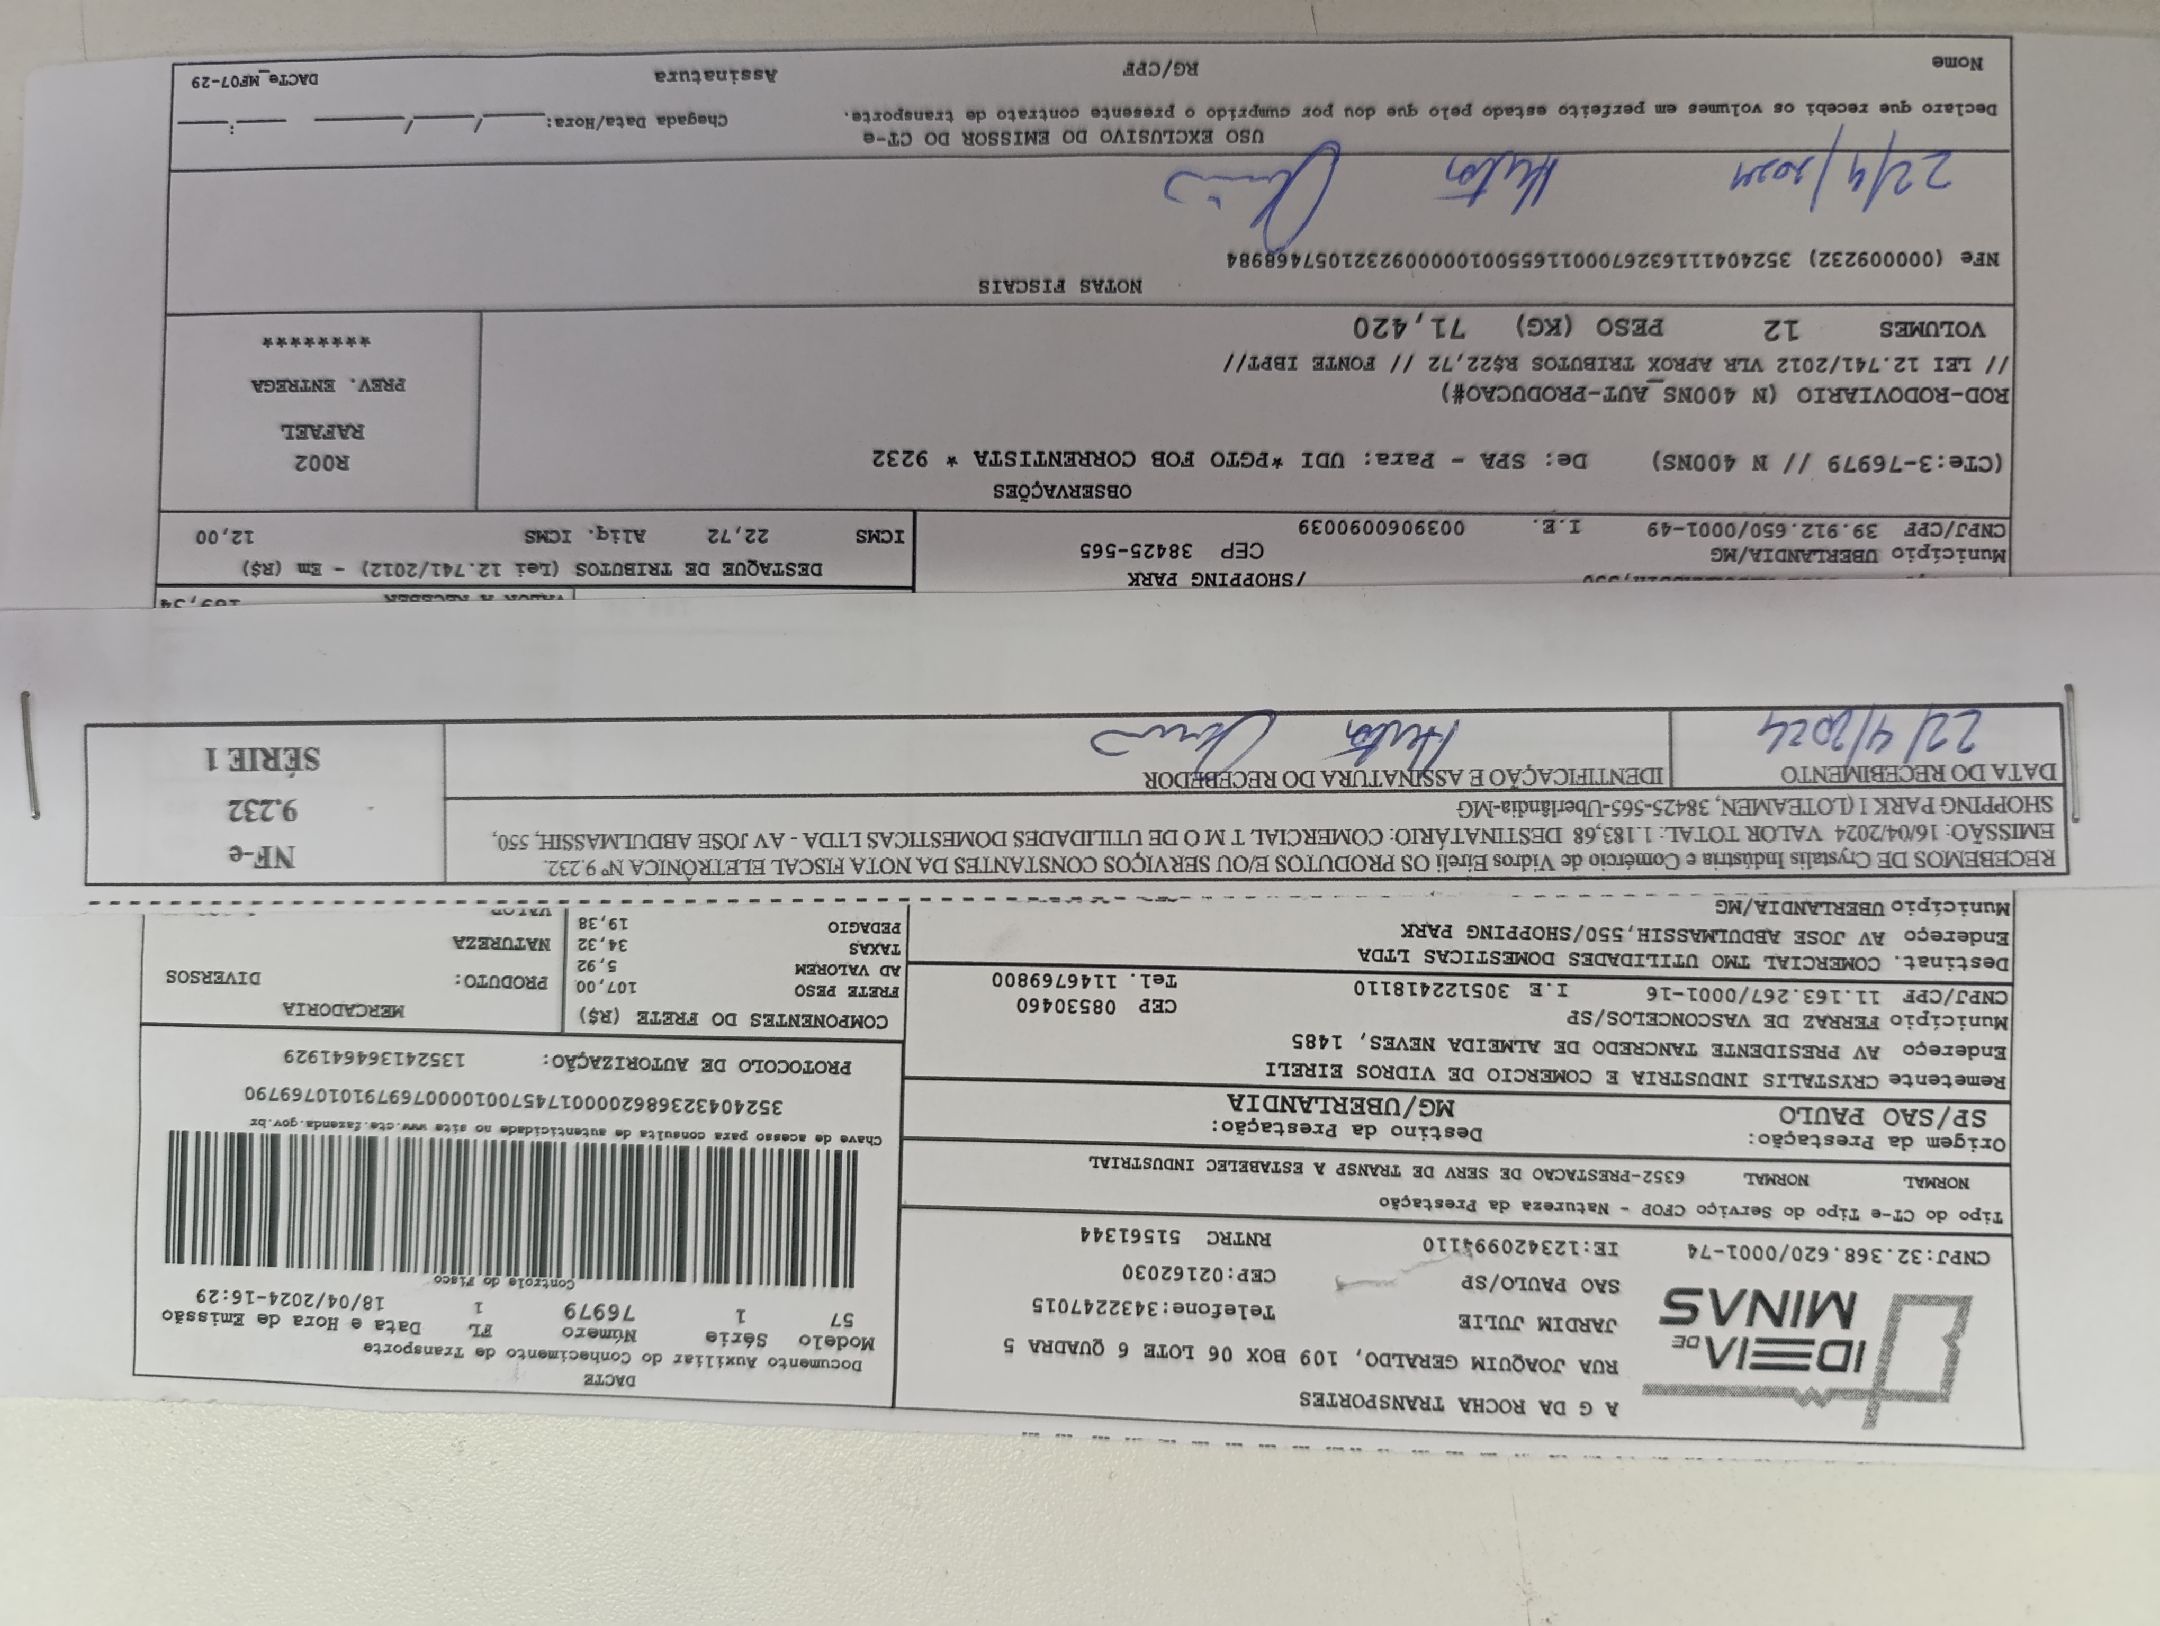 IDEIA DE
MINAS
A G DA ROCHA TRANSPORTES
RUA JOAQUIM GERALDO, 109 BOX 06 LOTE 6 QUADRA 5
JARDIM JULIE Telefone:3432247015
SAO PAULO/SP CEP:02162030
CNPJ:32.368.620/0001-74 IE:123420994110 RNTRC 51561344
DACTE
Documento Auxiliar do Conhecimento de Transporte
Modelo Série Número FL Data e Hora de Emissão
57 1 76979 1 18/04/2024-16:29
Controle do Fisco
Chave de acesso para consulta de autenticidade no site www.cte.fazenda.gov.br
35240432368620000174570010000769791010769790
PROTOCOLO DE AUTORIZAÇÃO: 135241364641929
Tipo do CT-e Tipo do Serviço CFOP - Natureza da Prestação
NORMAL NORMAL 6352-PRESTACAO DE SERV DE TRANSP A ESTABELEC INDUSTRIAL
Origem da Prestação: Destino da Prestação:
SP/SAO PAULO MG/UBERLANDIA
Remetente CRYSTALIS INDUSTRIA E COMERCIO DE VIDROS EIRELI
Endereço AV PRESIDENTE TANCREDO DE ALMEIDA NEVES, 1485
Município FERRAZ DE VASCONCELOS/SP CEP 08530460
CNPJ/CPF 11.163.267/0001-16 I.E 305122418110 Tel. 1146769800
Destinat. COMERCIAL TMO UTILIDADES DOMESTICAS LTDA
Endereço AV JOSE ABDULMASSIH,550/SHOPPING PARK
Município UBERLANDIA/MG
COMPONENTES DO FRETE (R$)
FRETE PESO 107,00
AD VALOREM 5,92
TAXAS 34,32
PEDAGIO 19,38
MERCADORIA
PRODUTO: DIVERSOS
NATUREZA
VALOR
RECEBEMOS DE Crystalis Indústria e Comércio de Vidros Eireli OS PRODUTOS E/OU SERVIÇOS CONSTANTES DA NOTA FISCAL ELETRÔNICA Nº 9.232.
EMISSÃO: 16/04/2024 VALOR TOTAL: 1.183,68 DESTINATÁRIO: COMERCIAL T M O DE UTILIDADES DOMESTICAS LTDA - AV JOSE ABDULMASSIH, 550,
SHOPPING PARK I (LOTEAMEN, 38425-565-Uberlândia-MG
DATA DO RECEBIMENTO IDENTIFICAÇÃO E ASSINATURA DO RECEBEDOR
22/4/2024
NF-e
9.232
SÉRIE 1
VALOR A RECEBER 169,34
/SHOPPING PARK
Município UBERLANDIA/MG CEP 38425-565
CNPJ/CPF 39.912.650/0001-49 I.E. 0039060090039
DESTAQUE DE TRIBUTOS (Lei 12.741/2012) - Em (R$)
ICMS 22,72 Aliq. ICMS 12,00
OBSERVAÇÕES
(CTe:3-76979 // N 400NS) De: SPA - Para: UDI *PGTO FOB CORRENTISTA * 9232
ROD-RODOVIARIO (N 400NS_AUT-PRODUCAO#)
// LEI 12.741/2012 VLR APROX TRIBUTOS R$22,72 // FONTE IBPT//
VOLUMES 12 PESO (KG) 71,420
R002
RAFAEL
PREV. ENTREGA
*********
NOTAS FISCAIS
NFe (000009232) 35240411163267000116550010000092321057468984
22/4/2024
USO EXCLUSIVO DO EMISSOR DO CT-e
Declaro que recebi os volumes em perfeito estado pelo que dou por cumprido o presente contrato de transporte. Chegada Data/Hora:____/____/______ ___:___
Nome RG/CPF Assinatura DACTe_MF07-29